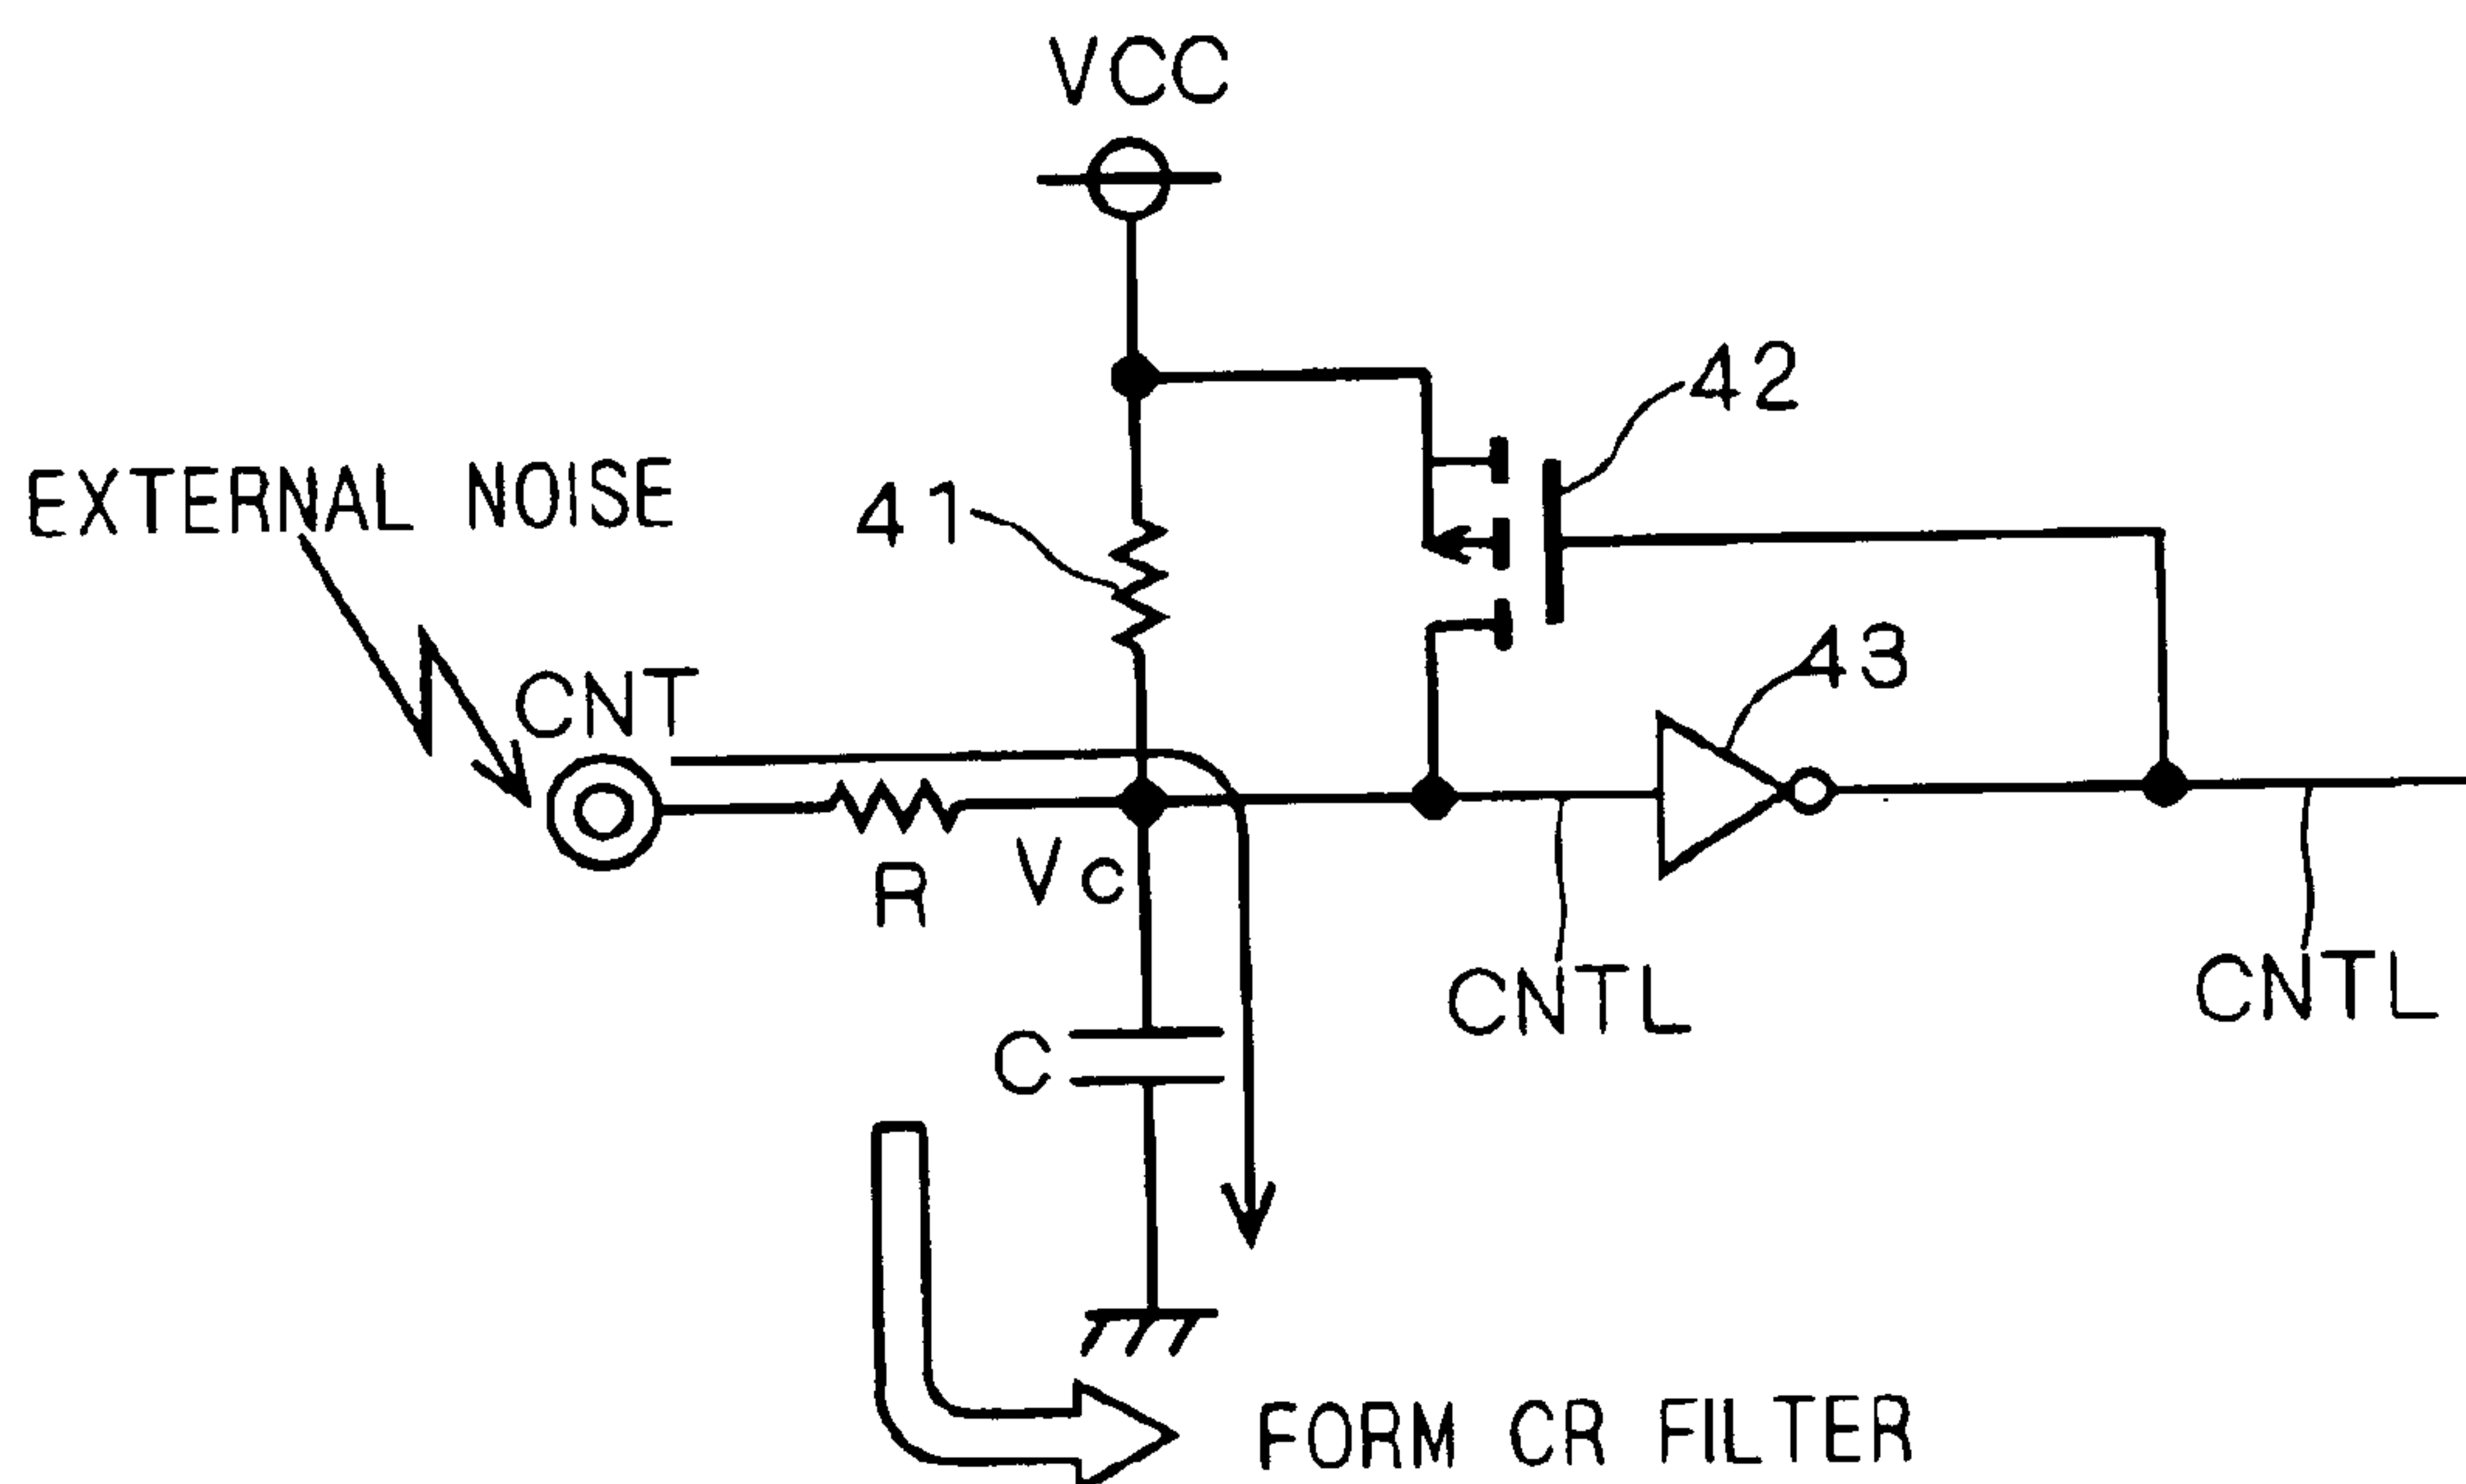 VCC
42
EXTERNAL NOISE
41
43
CNT
R
Vc
CNTL
CNTL
C
FORM CR FILTER